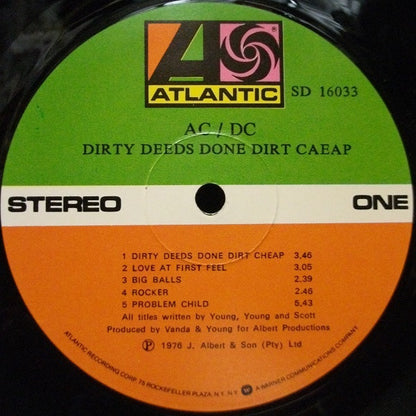 ATLANTIC
SD 16033
AC / DC
DIRTY DEEDS DONE DIRT CAEAP
STEREO
ONE
1 DIRTY DEEDS DONE DIRT CHEAP 3,46
2 LOVE AT FIRST FEEL 3.05
3 BIG BALLS 2.39
4 ROCKER 2.46
5 PROBLEM CHILD 5,43
All titles written by Young, Young and Scott
Produced by Vanda & Young for Albert Productions
Ⓟ 1976 J. Albert & Son (Pty) Ltd
ATLANTIC RECORDING CORP. 75 ROCKEFELLER PLAZA, N.Y. N.Y. W A WARNER COMMUNICATIONS COMPANY